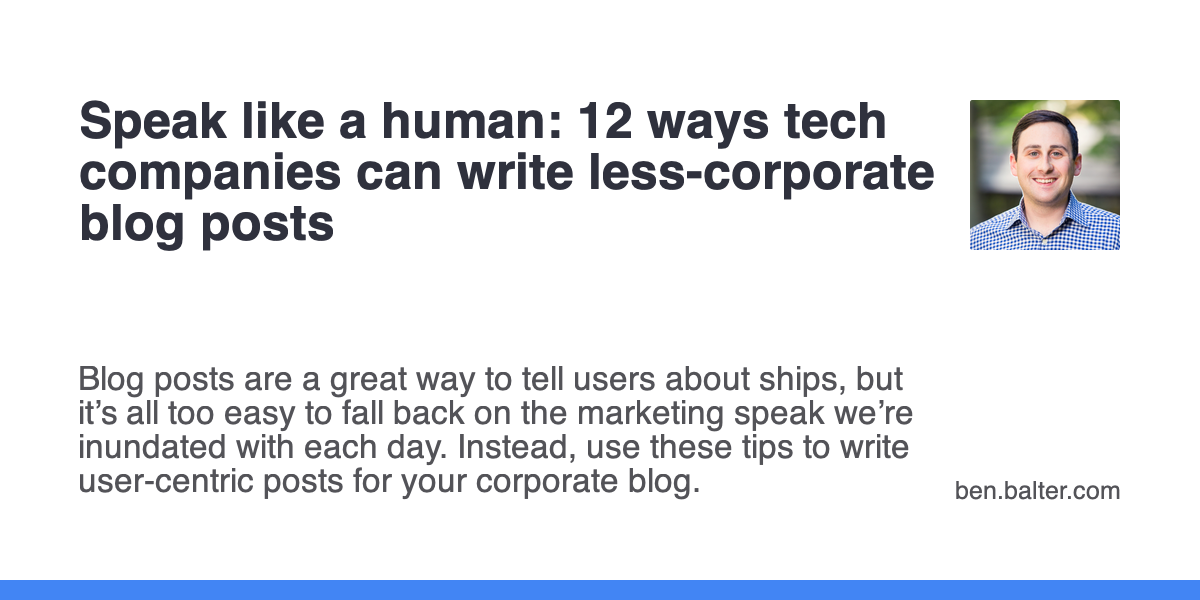 Speak like a human: 12 ways tech
companies can write less-corporate
blog posts
Blog posts are a great way to tell users about ships, but
it’s all too easy to fall back on the marketing speak we’re
inundated with each day. Instead, use these tips to write
user-centric posts for your corporate blog.
ben.balter.com